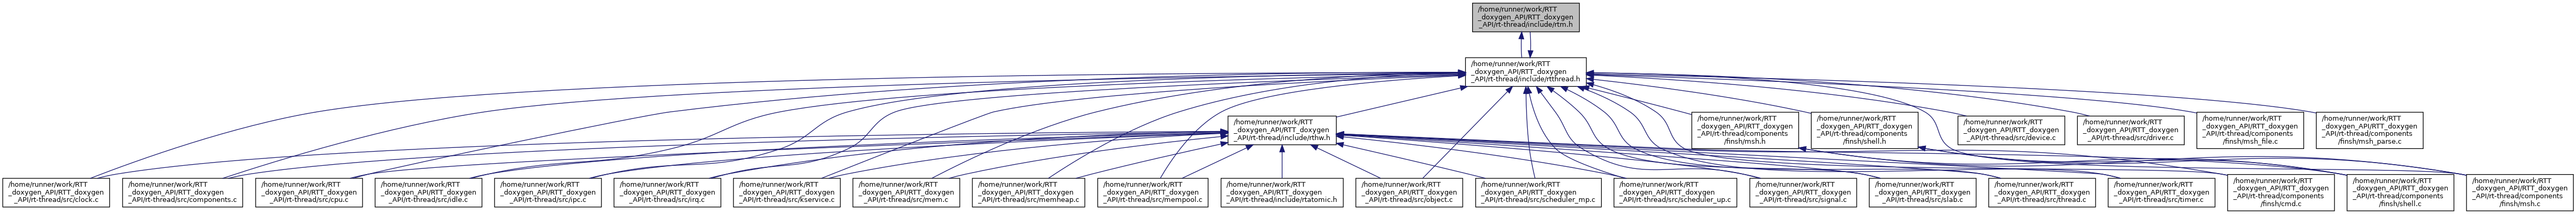 /home/runner/work/RTT
_doxygen_API/RTT_doxygen
_API/rt-thread/include/rtm.h
/home/runner/work/RTT
_doxygen_API/RTT_doxygen
_API/rt-thread/include/rtthread.h
/home/runner/work/RTT
_doxygen_API/RTT_doxygen
_API/rt-thread/include/rthw.h
/home/runner/work/RTT
_doxygen_API/RTT_doxygen
_API/rt-thread/components
/finsh/msh.h
/home/runner/work/RTT
_doxygen_API/RTT_doxygen
_API/rt-thread/components
/finsh/shell.h
/home/runner/work/RTT
_doxygen_API/RTT_doxygen
_API/rt-thread/src/device.c
/home/runner/work/RTT
_doxygen_API/RTT_doxygen
_API/rt-thread/src/driver.c
/home/runner/work/RTT
_doxygen_API/RTT_doxygen
_API/rt-thread/components
/finsh/msh_file.c
/home/runner/work/RTT
_doxygen_API/RTT_doxygen
_API/rt-thread/components
/finsh/msh_parse.c
/home/runner/work/RTT
_doxygen_API/RTT_doxygen
_API/rt-thread/src/clock.c
/home/runner/work/RTT
_doxygen_API/RTT_doxygen
_API/rt-thread/src/components.c
/home/runner/work/RTT
_doxygen_API/RTT_doxygen
_API/rt-thread/src/cpu.c
/home/runner/work/RTT
_doxygen_API/RTT_doxygen
_API/rt-thread/src/idle.c
/home/runner/work/RTT
_doxygen_API/RTT_doxygen
_API/rt-thread/src/ipc.c
/home/runner/work/RTT
_doxygen_API/RTT_doxygen
_API/rt-thread/src/irq.c
/home/runner/work/RTT
_doxygen_API/RTT_doxygen
_API/rt-thread/src/kservice.c
/home/runner/work/RTT
_doxygen_API/RTT_doxygen
_API/rt-thread/src/mem.c
/home/runner/work/RTT
_doxygen_API/RTT_doxygen
_API/rt-thread/src/memheap.c
/home/runner/work/RTT
_doxygen_API/RTT_doxygen
_API/rt-thread/src/mempool.c
/home/runner/work/RTT
_doxygen_API/RTT_doxygen
_API/rt-thread/include/rtatomic.h
/home/runner/work/RTT
_doxygen_API/RTT_doxygen
_API/rt-thread/src/object.c
/home/runner/work/RTT
_doxygen_API/RTT_doxygen
_API/rt-thread/src/scheduler_mp.c
/home/runner/work/RTT
_doxygen_API/RTT_doxygen
_API/rt-thread/src/scheduler_up.c
/home/runner/work/RTT
_doxygen_API/RTT_doxygen
_API/rt-thread/src/signal.c
/home/runner/work/RTT
_doxygen_API/RTT_doxygen
_API/rt-thread/src/slab.c
/home/runner/work/RTT
_doxygen_API/RTT_doxygen
_API/rt-thread/src/thread.c
/home/runner/work/RTT
_doxygen_API/RTT_doxygen
_API/rt-thread/src/timer.c
/home/runner/work/RTT
_doxygen_API/RTT_doxygen
_API/rt-thread/components
/finsh/cmd.c
/home/runner/work/RTT
_doxygen_API/RTT_doxygen
_API/rt-thread/components
/finsh/shell.c
/home/runner/work/RTT
_doxygen_API/RTT_doxygen
_API/rt-thread/components
/finsh/msh.c